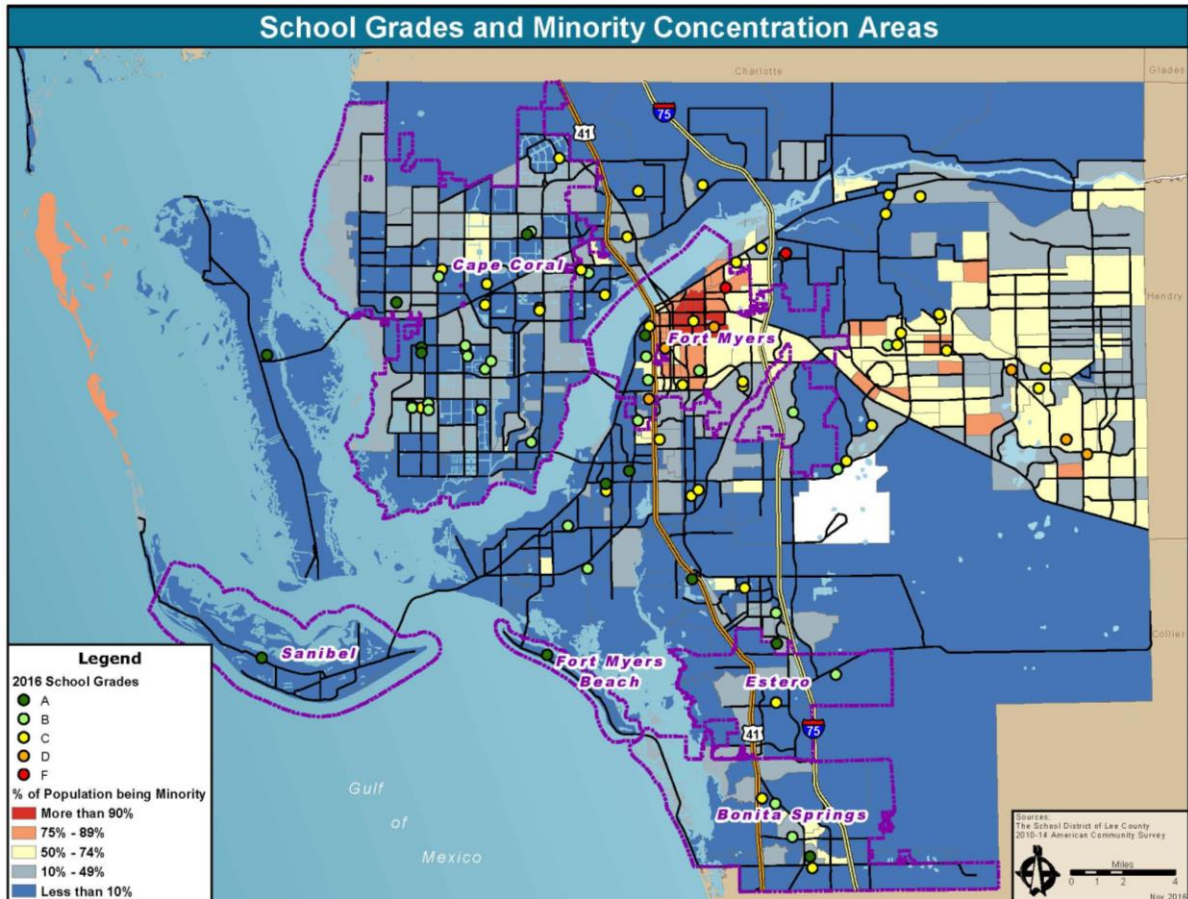 School Grades and Minority Concentration Areas
Charlotte
Glades
75
41
Cape Coral
Hendry
Fort Myers
Collier
Sanibel
Fort Myers
Beach
Estero
41
75
Bonita Springs
Gulf
of
Mexico
Legend
2016 School Grades
A
B
C
D
F
% of Population being Minority
More than 90%
75% - 89%
50% - 74%
10% - 49%
Less than 10%
Sources:
The School District of Lee County
2010-14 American Community Survey
Miles
0 1 2 4
Nov 2016